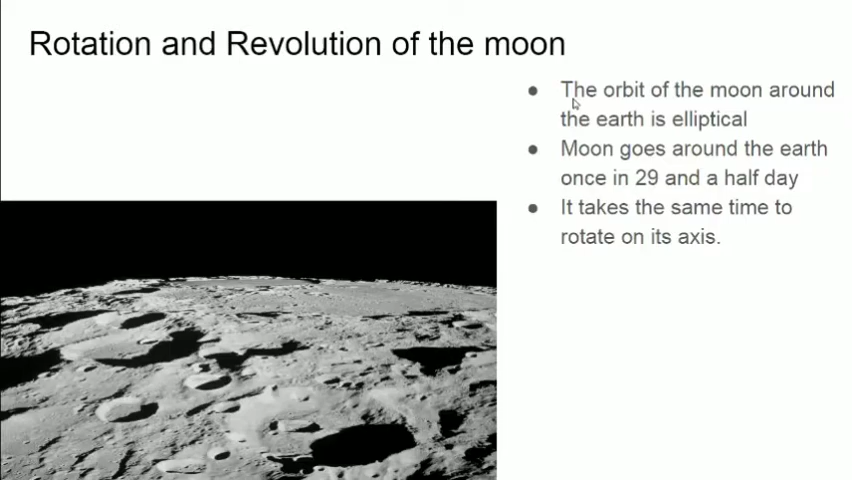 Rotation and Revolution of the moon
● The orbit of the moon around
the earth is elliptical
● Moon goes around the earth
once in 29 and a half day
● It takes the same time to
rotate on its axis.